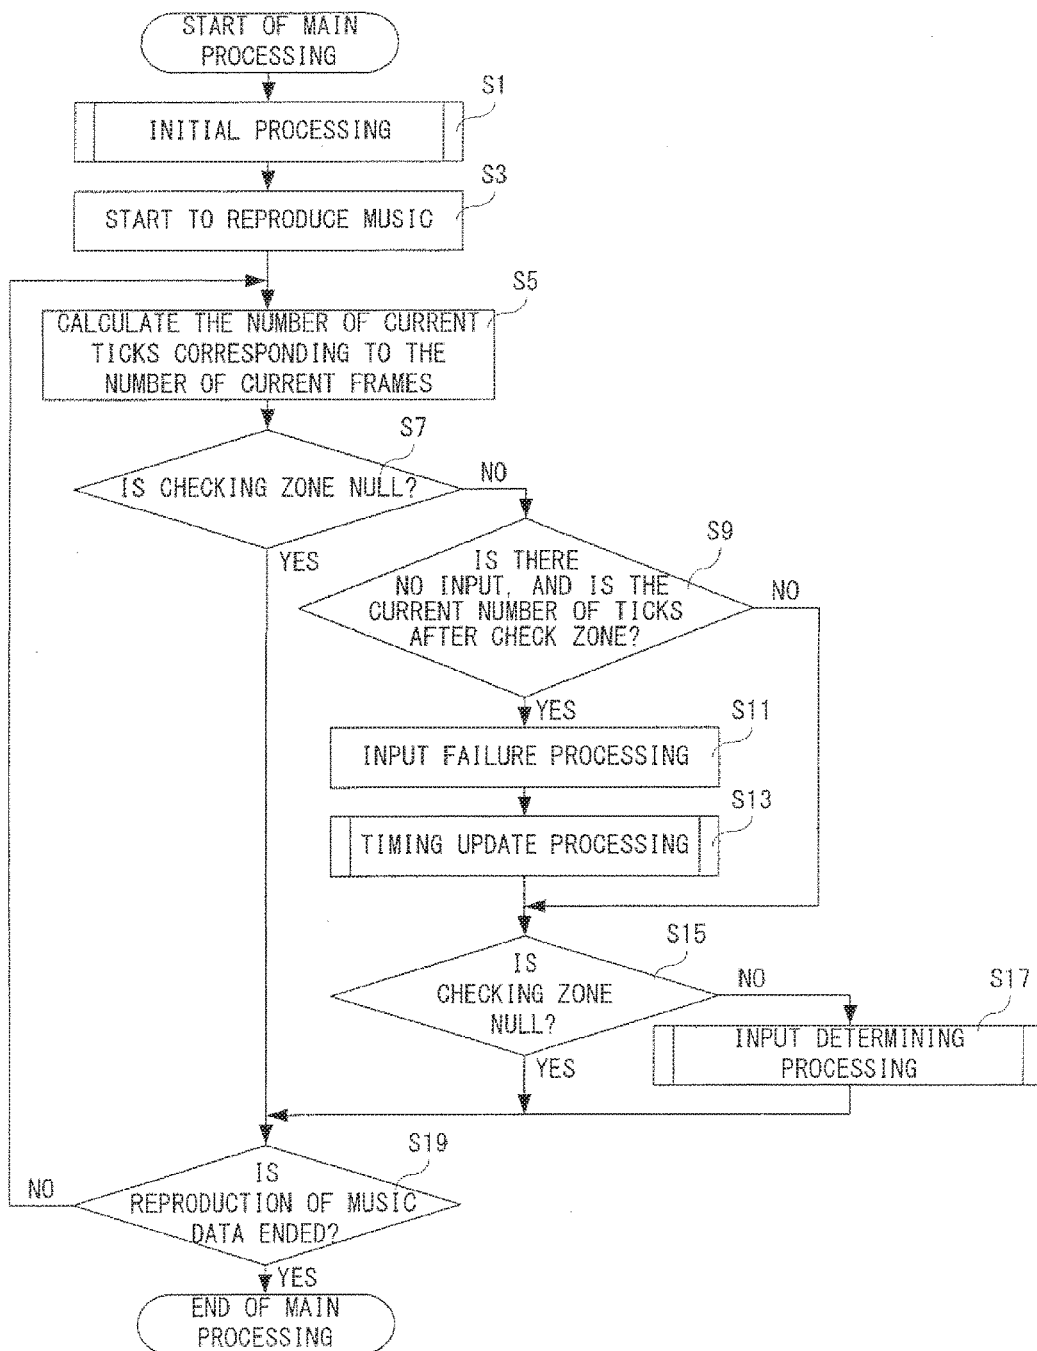 START OF MAIN
PROCESSING
S1
INITIAL PROCESSING
S3
START TO REPRODUCE MUSIC
S5
CALCULATE THE NUMBER OF CURRENT
TICKS CORRESPONDING TO THE
NUMBER OF CURRENT FRAMES
S7
IS CHECKING ZONE NULL?
NO
YES
S9
IS THERE
NO INPUT, AND IS THE
CURRENT NUMBER OF TICKS
AFTER CHECK ZONE?
NO
YES
S11
INPUT FAILURE PROCESSING
S13
TIMING UPDATE PROCESSING
S15
IS
CHECKING ZONE
NULL?
NO
YES
S17
INPUT DETERMINING
PROCESSING
S19
IS
REPRODUCTION OF MUSIC
DATA ENDED?
NO
YES
END OF MAIN
PROCESSING